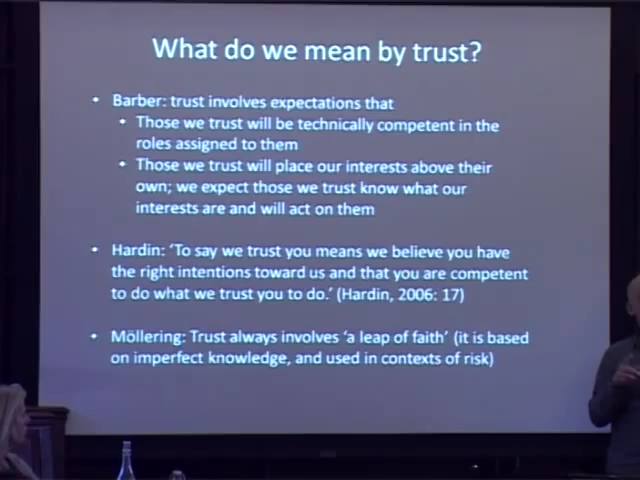 What do we mean by trust?
• Barber: trust involves expectations that
• Those we trust will be technically competent in the
roles assigned to them
• Those we trust will place our interests above their
own; we expect those we trust know what our
interests are and will act on them
• Hardin: ‘To say we trust you means we believe you have
the right intentions toward us and that you are competent
to do what we trust you to do.’ (Hardin, 2006: 17)
• Möllering: Trust always involves ‘a leap of faith’ (it is based
on imperfect knowledge, and used in contexts of risk)